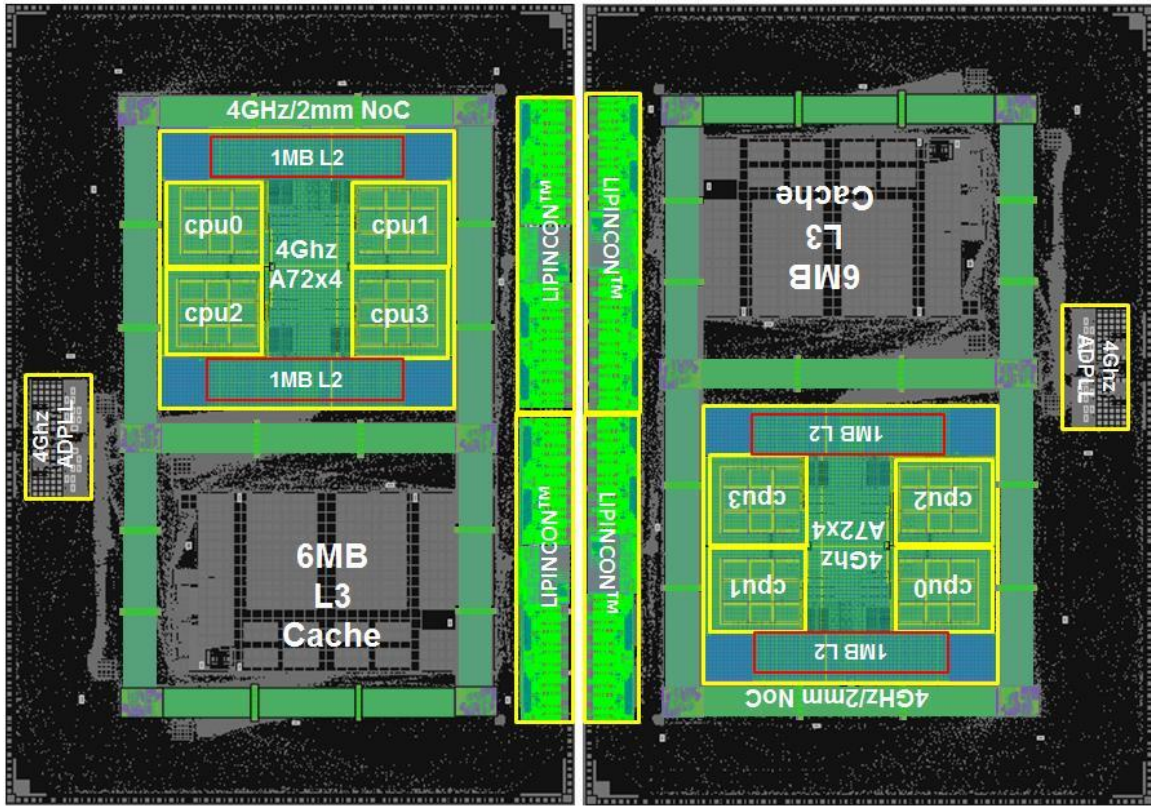 4GHz/2mm NoC
1MB L2
cpu0
cpu1
4Ghz
A72x4
cpu2
cpu3
1MB L2
4Ghz
ADPLL
6MB
L3
Cache
LIPINCON™
LIPINCON™
LIPINCON™
LIPINCON™
6MB
L3
Cache
4Ghz
ADPLL
1MB L2
cpu3
cpu2
4Ghz
A72x4
cpu1
cpu0
1MB L2
4GHz/2mm NoC